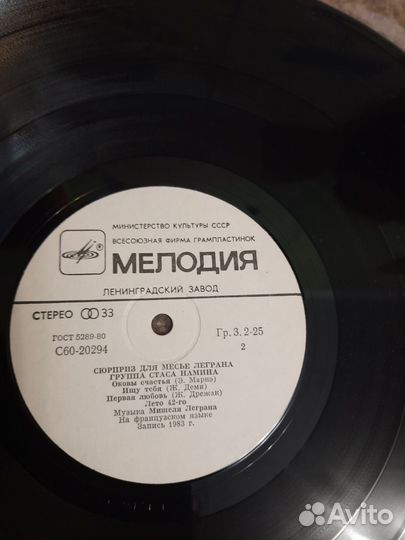 МИНИСТЕРСТВО КУЛЬТУРЫ СССР
ВСЕСОЮЗНАЯ ФИРМА ГРАМПЛАСТИНОК
МЕЛОДИЯ
ЛЕНИНГРАДСКИЙ ЗАВОД
СТЕРЕО 33
ГОСТ 5289-80
Гр. 3. 2-25
С60-20294
2
СЮРПРИЗ ДЛЯ МЕСЬЕ ЛЕГРАНА
ГРУППА СТАСА НАМИНА
Оковы счастья (Э. Марнэ)
Ищу тебя (Ж. Деми)
Первая любовь (Ж. Дрежак)
Лето 42-го
Музыка Мишеля Леграна
На французском языке
Запись 1983 г.
Avito